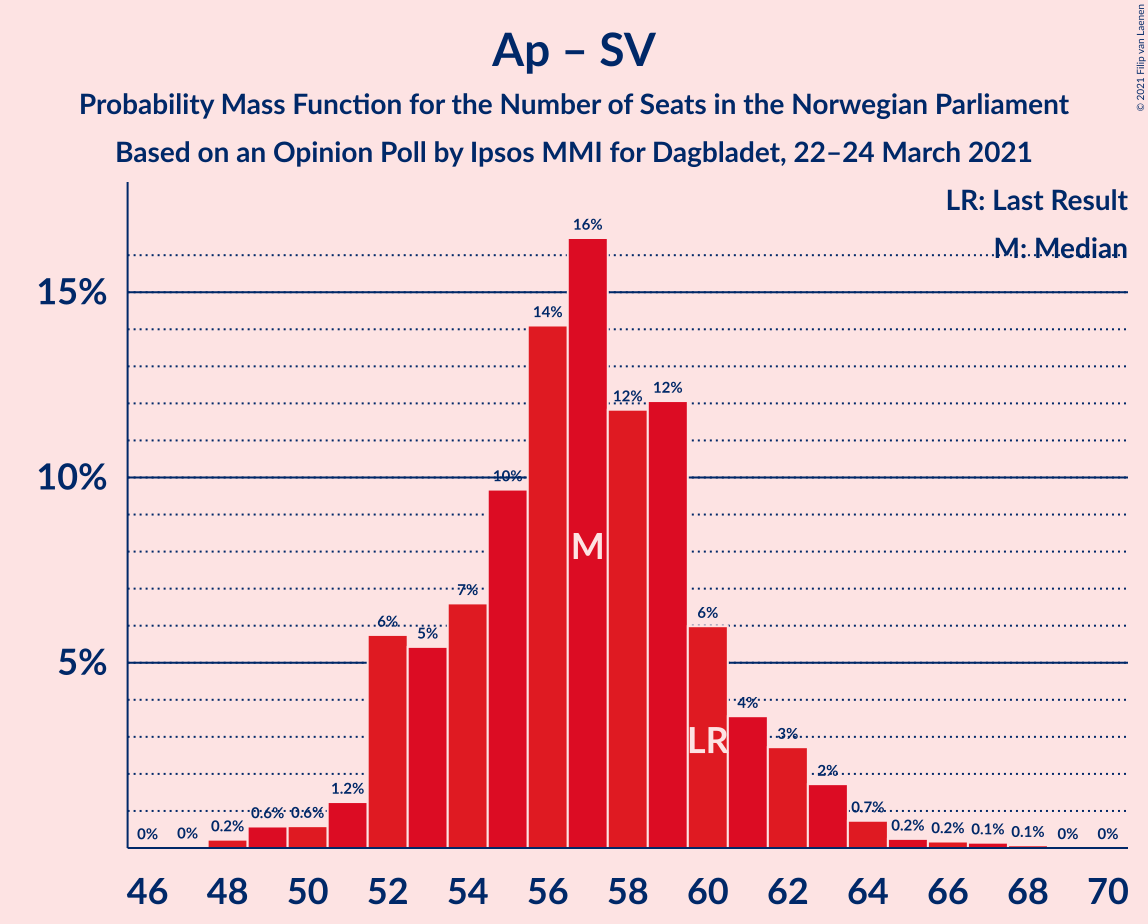 Ap – SV
Probability Mass Function for the Number of Seats in the Norwegian Parliament
Based on an Opinion Poll by Ipsos MMI for Dagbladet, 22–24 March 2021
© 2021 Filip van Laenen
LR: Last Result
M: Median
15%
10%
5%
0% 0% 0.2% 0.6% 0.6% 1.2% 6% 5% 7% 10% 14% 16% 12% 12% 6% 4% 3% 2% 0.7% 0.2% 0.2% 0.1% 0.1% 0% 0%
M
LR
46 48 50 52 54 56 58 60 62 64 66 68 70